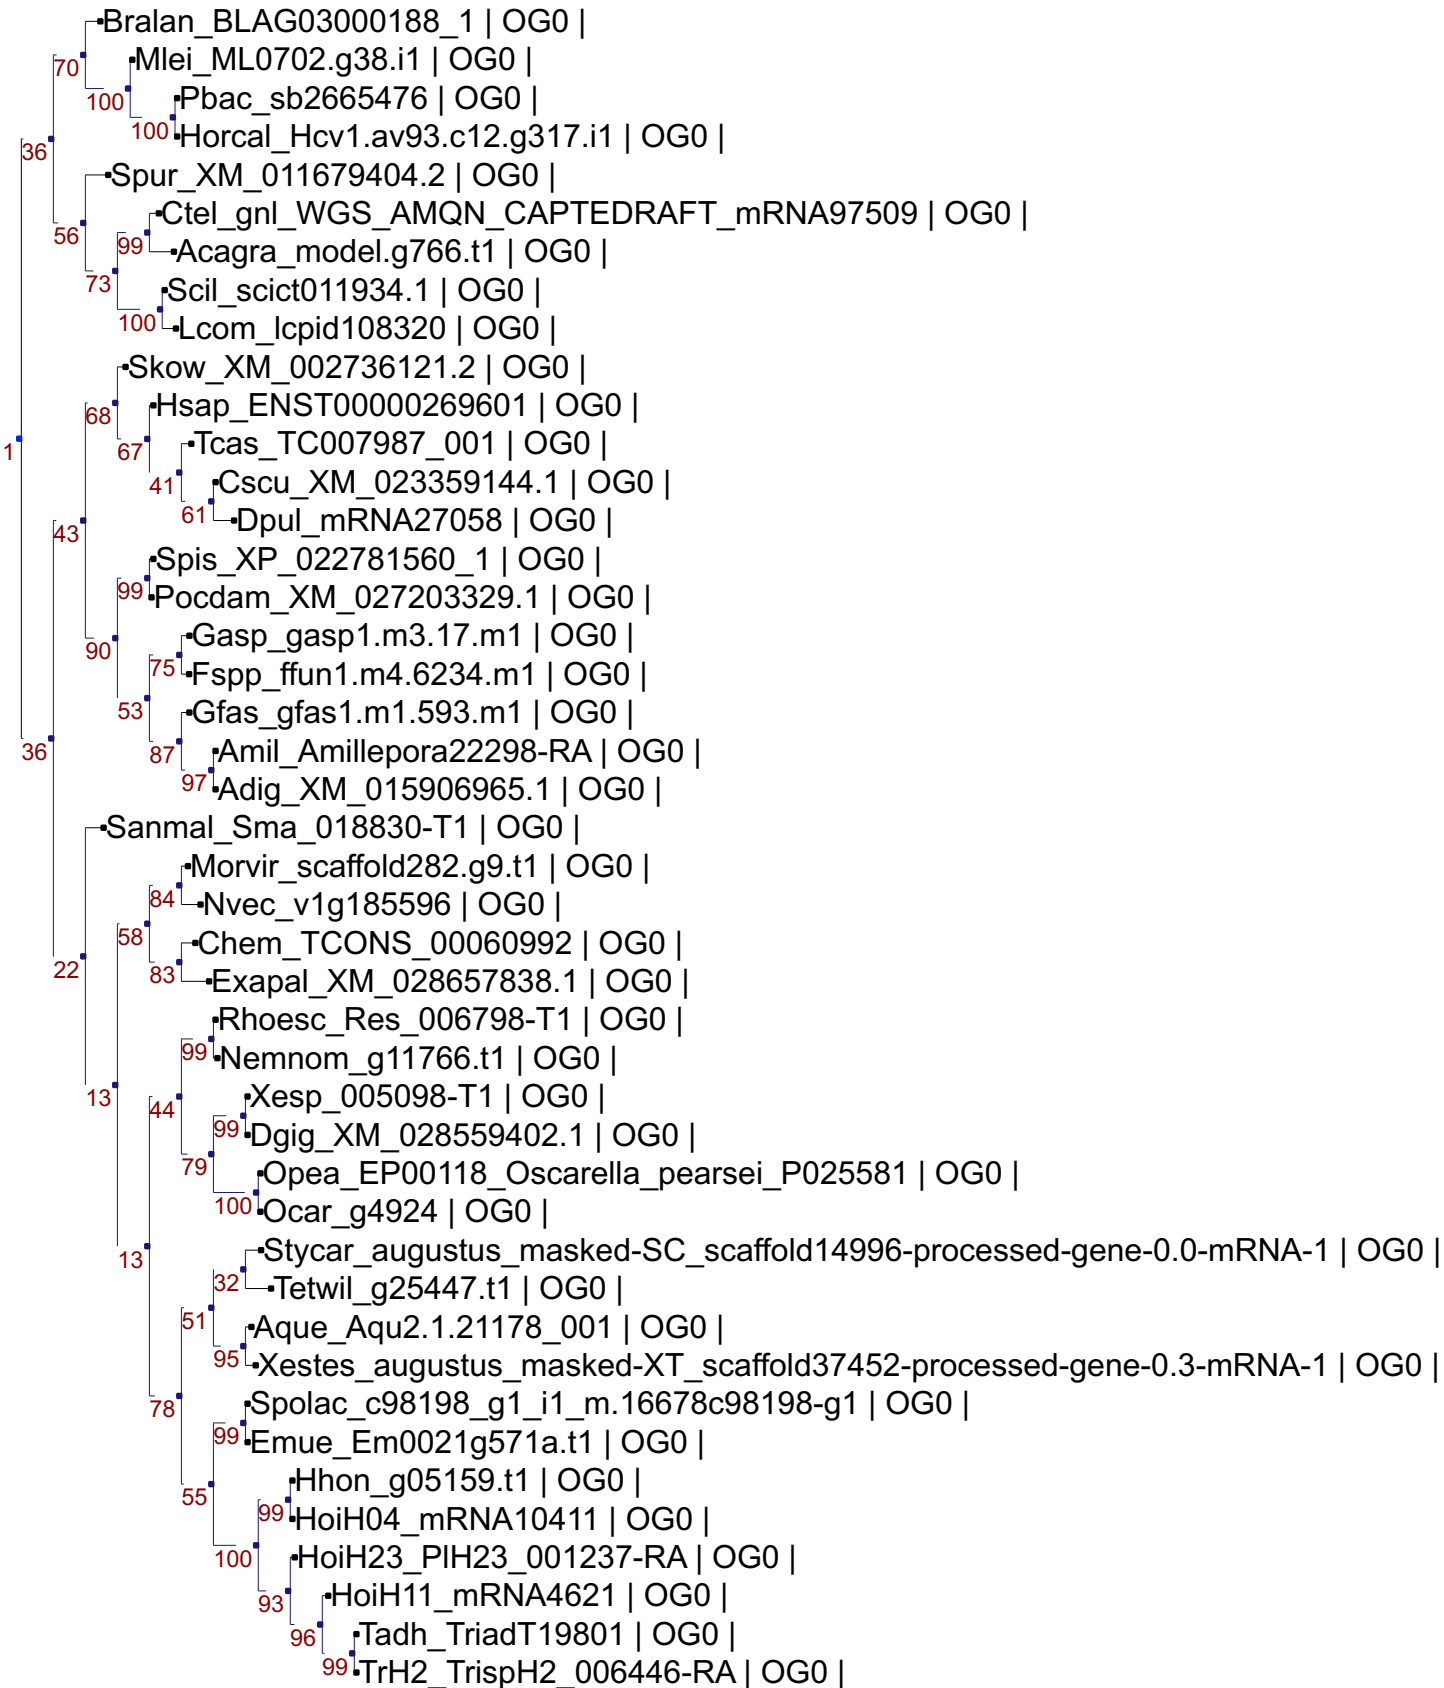 Bralan_BLAG03000188_1 | OG0 |
70
Mlei_ML0702.g38.i1 | OG0 |
100
Pbac_sb2665476 | OG0 |
100
Horcal_Hcv1.av93.c12.g317.i1 | OG0 |
36
Spur_XM_011679404.2 | OG0 |
56
Ctel_gnl_WGS_AMQN_CAPTEDRAFT_mRNA97509 | OG0 |
99
Acagra_model.g766.t1 | OG0 |
73
Scil_scict011934.1 | OG0 |
100
Lcom_lcpid108320 | OG0 |
Skow_XM_002736121.2 | OG0 |
68
Hsap_ENST00000269601 | OG0 |
67
Tcas_TC007987_001 | OG0 |
1
41
Cscu_XM_023359144.1 | OG0 |
61
Dpul_mRNA27058 | OG0 |
43
Spis_XP_022781560_1 | OG0 |
99
Pocdam_XM_027203329.1 | OG0 |
90
Gasp_gasp1.m3.17.m1 | OG0 |
75
Fspp_ffun1.m4.6234.m1 | OG0 |
53
Gfas_gfas1.m1.593.m1 | OG0 |
36
87
Amil_Amillepora22298-RA | OG0 |
97
Adig_XM_015906965.1 | OG0 |
Sanmal_Sma_018830-T1 | OG0 |
Morvir_scaffold282.g9.t1 | OG0 |
84
Nvec_v1g185596 | OG0 |
58
Chem_TCONS_00060992 | OG0 |
22
83
Exapal_XM_028657838.1 | OG0 |
Rhoesc_Res_006798-T1 | OG0 |
99
Nemnom_g11766.t1 | OG0 |
13
44
Xesp_005098-T1 | OG0 |
99
Dgig_XM_028559402.1 | OG0 |
79
Opea_EP00118_Oscarella_pearsei_P025581 | OG0 |
100
Ocar_g4924 | OG0 |
13
Stycar_augustus_masked-SC_scaffold14996-processed-gene-0.0-mRNA-1 | OG0 |
32
Tetwil_g25447.t1 | OG0 |
51
Aque_Aqu2.1.21178_001 | OG0 |
95
Xestes_augustus_masked-XT_scaffold37452-processed-gene-0.3-mRNA-1 | OG0 |
78
Spolac_c98198_g1_i1_m.16678c98198-g1 | OG0 |
99
Emue_Em0021g571a.t1 | OG0 |
55
Hhon_g05159.t1 | OG0 |
99
HoiH04_mRNA10411 | OG0 |
100
HoiH23_PlH23_001237-RA | OG0 |
93
HoiH11_mRNA4621 | OG0 |
96
Tadh_TriadT19801 | OG0 |
99
TrH2_TrispH2_006446-RA | OG0 |